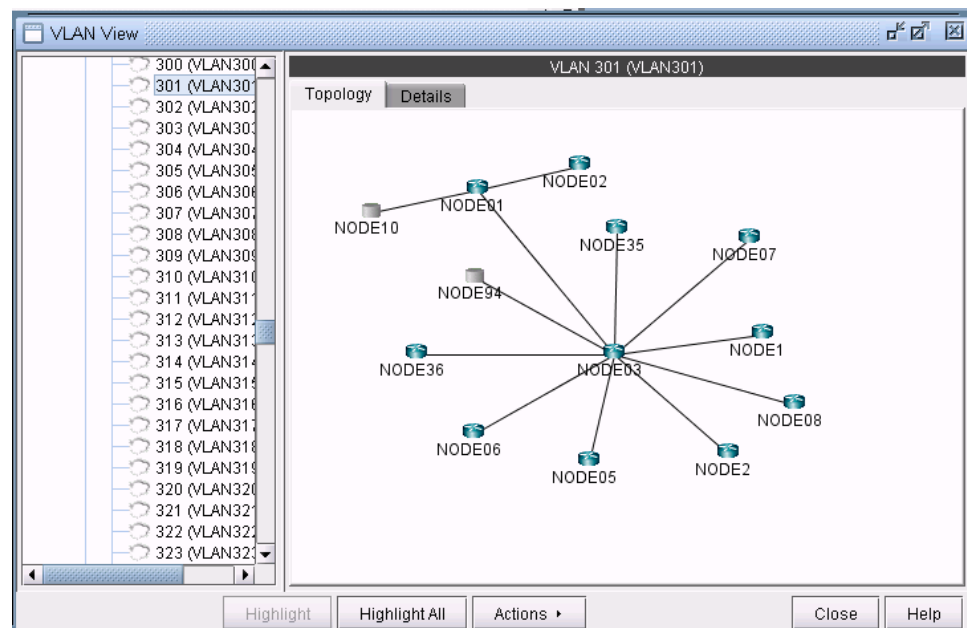 VLAN View
300 (VLAN300
301 (VLAN301
302 (VLAN302
303 (VLAN303
304 (VLAN304
305 (VLAN305
306 (VLAN306
307 (VLAN307
308 (VLAN308
309 (VLAN309
310 (VLAN310
311 (VLAN311
312 (VLAN312
313 (VLAN313
314 (VLAN314
315 (VLAN315
316 (VLAN316
317 (VLAN317
318 (VLAN318
319 (VLAN319
320 (VLAN320
321 (VLAN321
322 (VLAN322
323 (VLAN323
VLAN 301 (VLAN301)
Topology Details
NODE02
NODE01
NODE10
NODE35
NODE07
NODE94
NODE1
NODE36
NODE03
NODE08
NODE06
NODE2
NODE05
Highlight Highlight All Actions Close Help